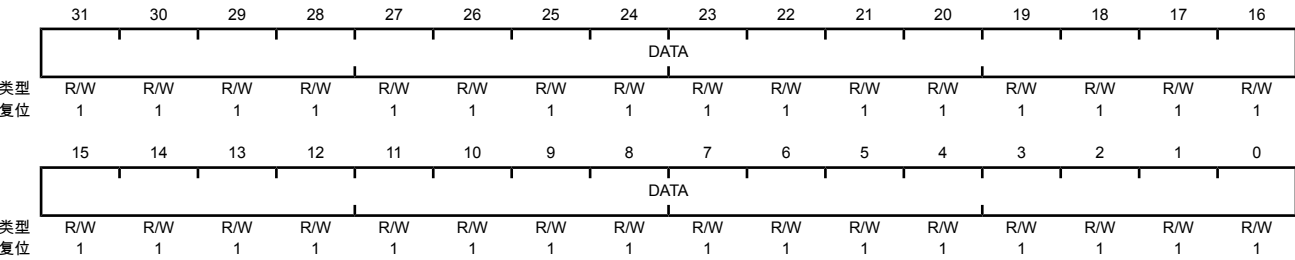 31 30 29 28 27 26 25 24 23 22 21 20 19 18 17 16
DATA
类型 R/W R/W R/W R/W R/W R/W R/W R/W R/W R/W R/W R/W R/W R/W R/W R/W
复位 1 1 1 1 1 1 1 1 1 1 1 1 1 1 1 1
15 14 13 12 11 10 9 8 7 6 5 4 3 2 1 0
DATA
类型 R/W R/W R/W R/W R/W R/W R/W R/W R/W R/W R/W R/W R/W R/W R/W R/W
复位 1 1 1 1 1 1 1 1 1 1 1 1 1 1 1 1